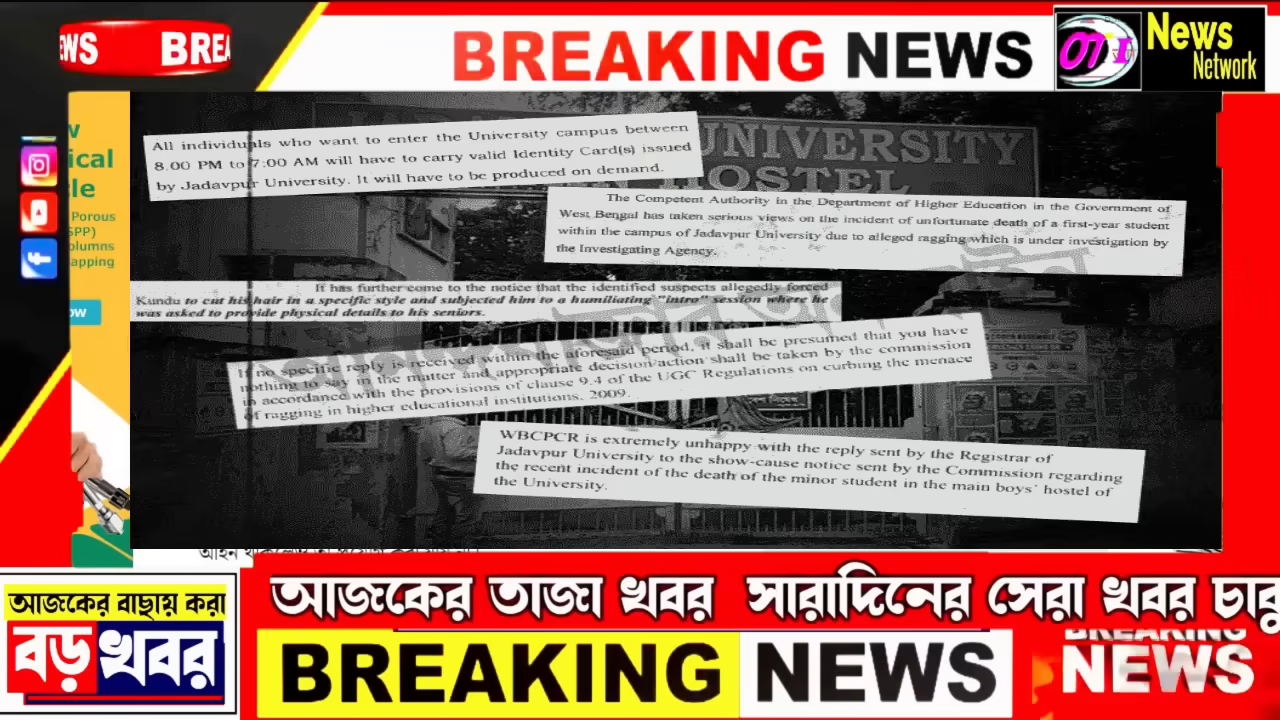 EWS BREA
BREAKING NEWS
OTI News
Network
UNIVERSITY
HOSTEL
All individuals who want to enter the University campus between
8.00 PM to 7:00 AM will have to carry valid Identity Card(s) issued
by Jadavpur University. It will have to be produced on demand.
The Competent Authority in the Department of Higher Education in the Government of
West Bengal has taken serious views on the incident of unfortunate death of a first-year student
within the campus of Jadavpur University due to alleged ragging which is under investigation by
the Investigating Agency.
It has further come to the notice that the identified suspects allegedly forced
Kundu to cut his hair in a specific style and subjected him to a humiliating "intro" session where he
was asked to provide physical details to his seniors.
If no specific reply is received within the aforesaid period, it shall be presumed that you have
nothing to say in the matter and appropriate decision/action shall be taken by the commission
in accordance with the provisions of clause 9.4 of the UGC Regulations on curbing the menace
of ragging in higher educational institutions, 2009.
WBCPCR is extremely unhappy with the reply sent by the Registrar of
Jadavpur University to the show-cause notice sent by the Commission regarding
the recent incident of the death of the minor student in the main boys' hostel of
the University.
w
ical
le
Porous
SPP)
olumns
apping
ow
আজকের বাছায় করা
বড় খবর
আজকের তাজা খবর সারাদিনের সেরা খবর চাকু
BREAKING NEWS
BREAKING
NEWS